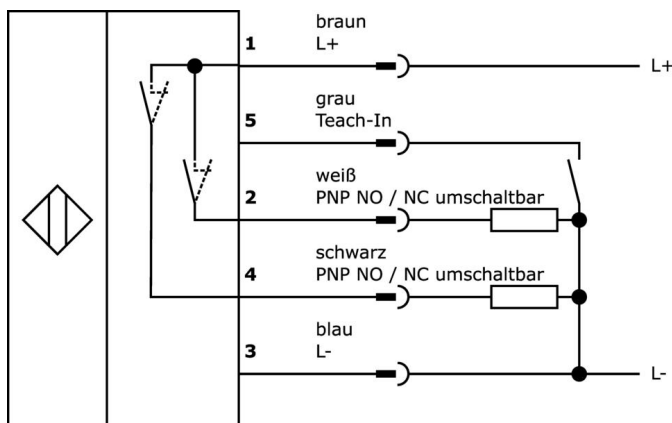 braun
1 L+
L+
grau
5 Teach-In
weiß
2 PNP NO / NC umschaltbar
schwarz
4 PNP NO / NC umschaltbar
blau
3 L-
L-